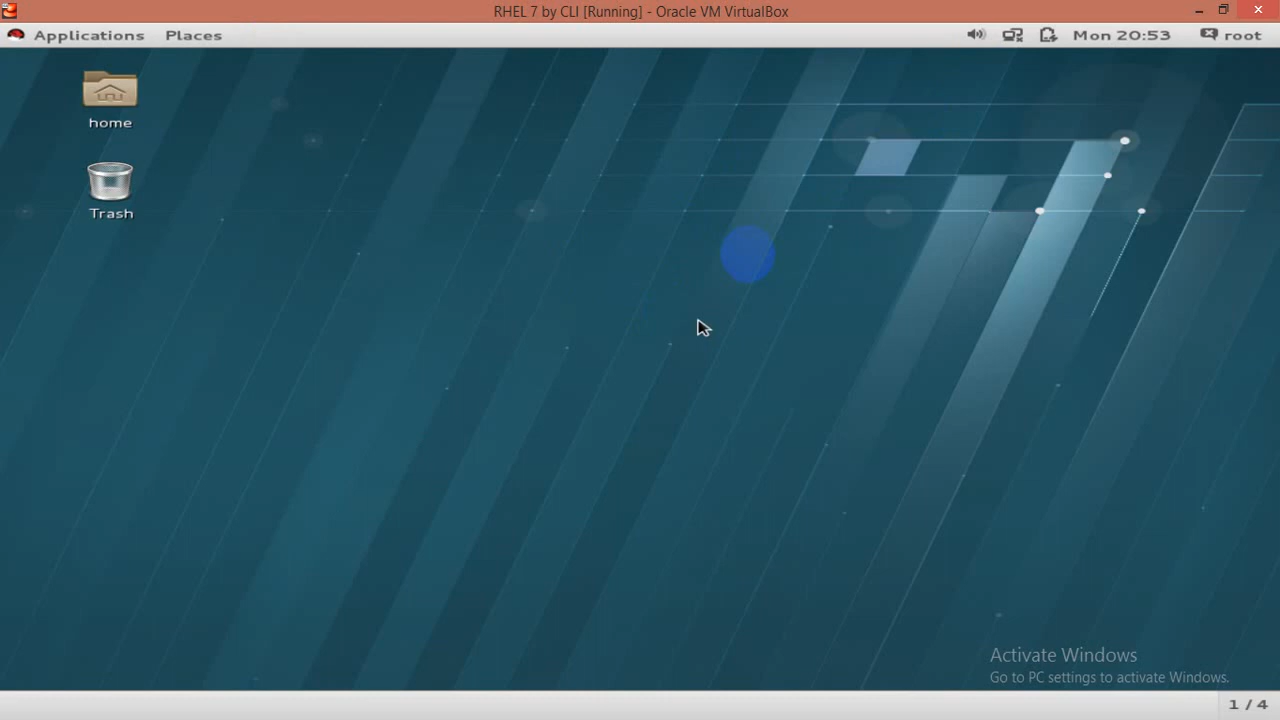 RHEL 7 by CLI [Running] - Oracle VM VirtualBox
Applications Places Mon 20:53 root
home
Trash
Activate Windows
Go to PC settings to activate Windows.
1 / 4